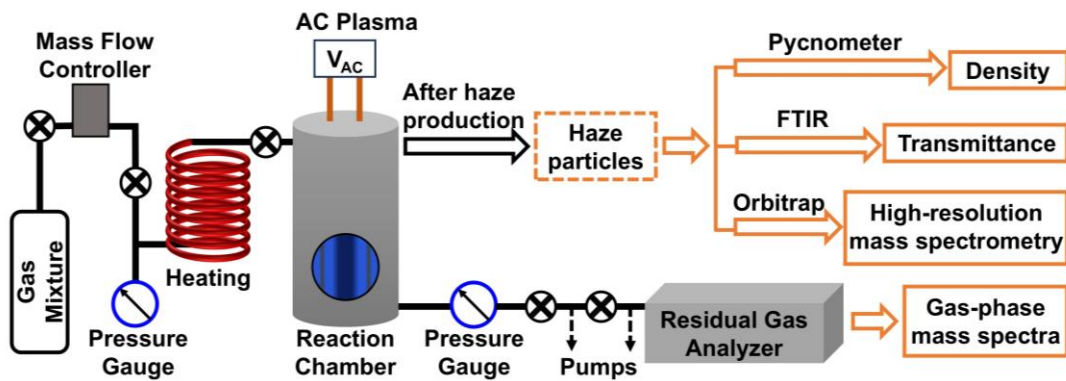 AC Plasma
V_AC
Mass Flow
Controller
Gas
Mixture
Pressure
Gauge
Heating
Reaction
Chamber
After haze
production
Haze
particles
Pycnometer
Density
FTIR
Transmittance
Orbitrap
High-resolution
mass spectrometry
Pressure
Gauge
Pumps
Residual Gas
Analyzer
Gas-phase
mass spectra